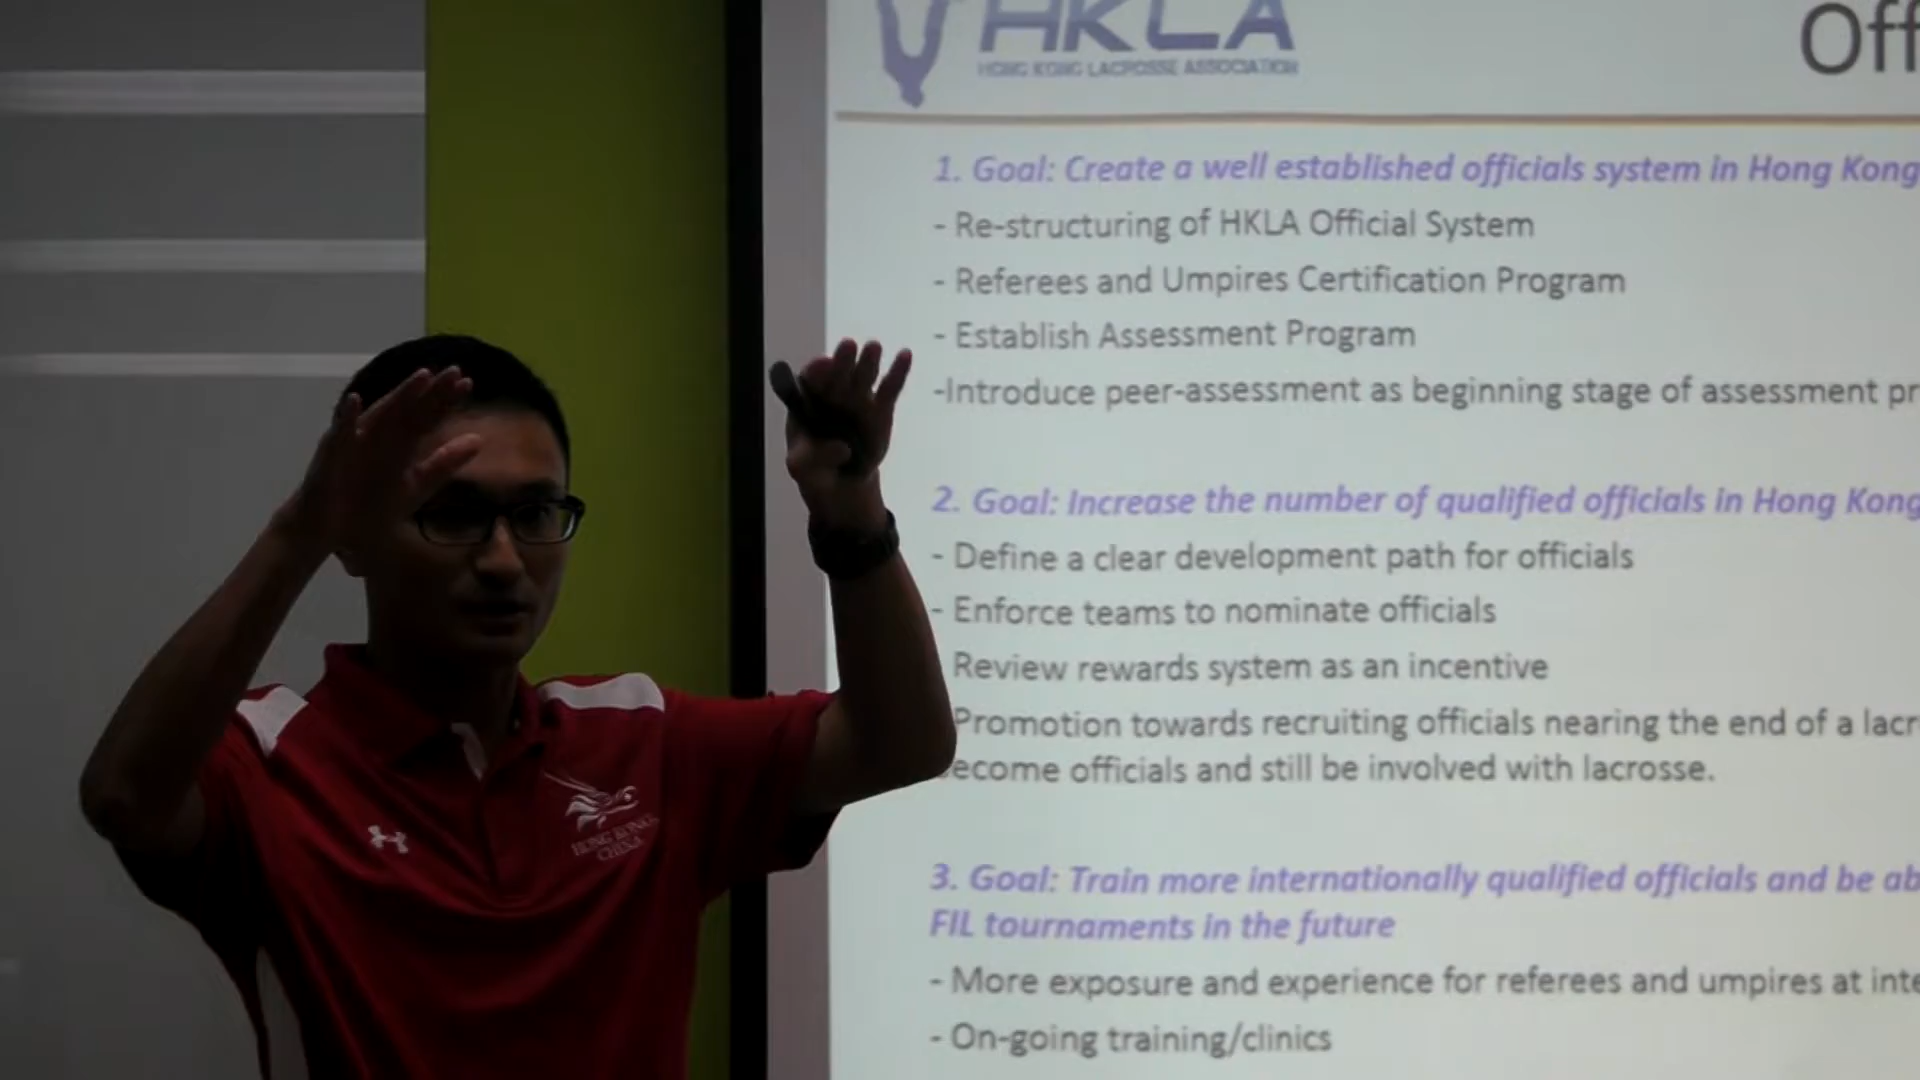 HKLA
HONG KONG LACROSSE ASSOCIATION
1. Goal: Create a well established officials system in Hong Kong
- Re-structuring of HKLA Official System
- Referees and Umpires Certification Program
- Establish Assessment Program
-Introduce peer-assessment as beginning stage of assessment
2. Goal: Increase the number of qualified officials in Hong Kong
- Define a clear development path for officials
- Enforce teams to nominate officials
Review rewards system as an incentive
Promotion towards recruiting officials nearing the end of a
ecome officials and still be involved with lacrosse.
3. Goal: Train more internationally qualified officials and be
FIL tournaments in the future
- More exposure and experience for referees and umpires at
- On-going training/clinics
HONG KONG
CHINA